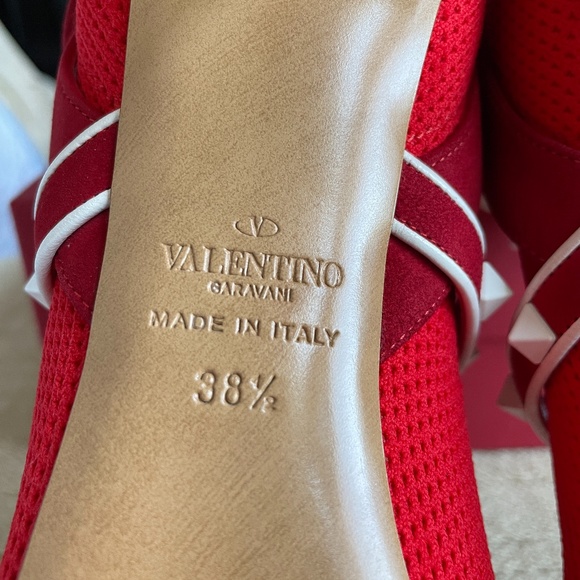 VALENTINO
GARAVANI
MADE IN ITALY
38½